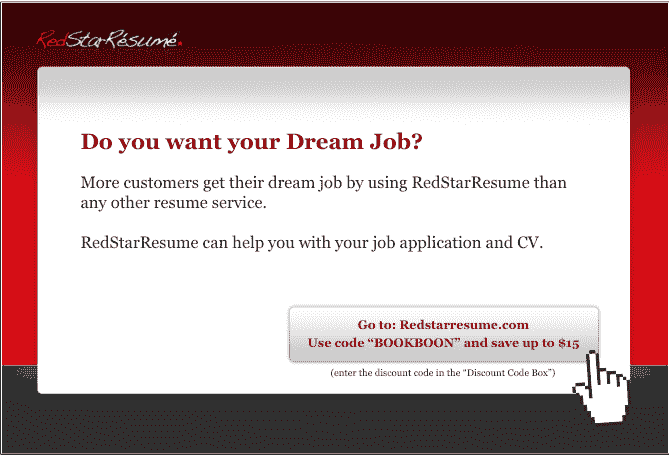 RedStarRésumé.
Do you want your Dream Job?
More customers get their dream job by using RedStarResume than
any other resume service.
RedStarResume can help you with your job application and CV.
Go to: Redstarresume.com
Use code “BOOKBOON” and save up to $15
(enter the discount code in the “Discount Code Box”)